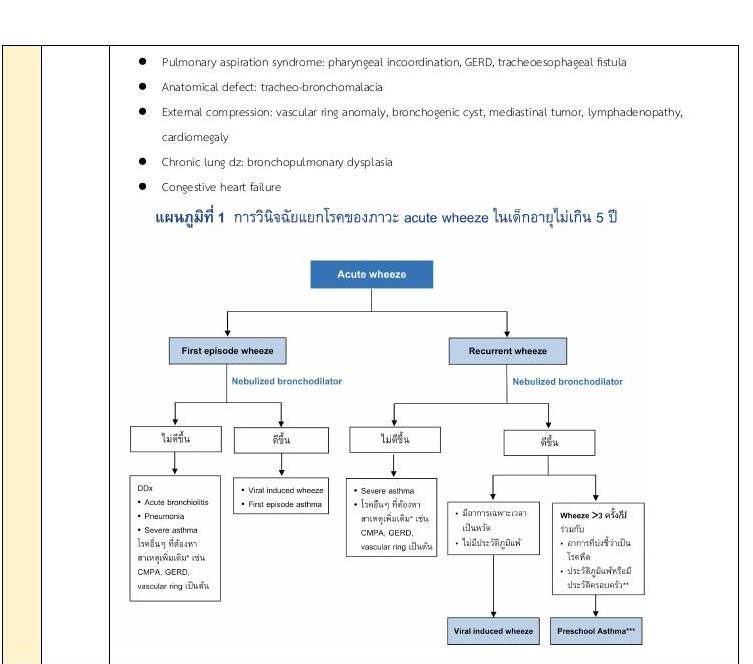 ● Pulmonary aspiration syndrome: pharyngeal incoordination, GERD, tracheoesophageal fistula
● Anatomical defect: tracheo-bronchomalacia
● External compression: vascular ring anomaly, bronchogenic cyst, mediastinal tumor, lymphadenopathy,
cardiomegaly
● Chronic lung dz: bronchopulmonary dysplasia
● Congestive heart failure
แผนภูมิที่ 1 การวินิจฉัยแยกโรคของภาวะ acute wheeze ในเด็กอายุไม่เกิน 5 ปี
Acute wheeze
First episode wheeze
Recurrent wheeze
Nebulized bronchodilator
Nebulized bronchodilator
ไม่ดีขึ้น
ดีขึ้น
ไม่ดีขึ้น
ดีขึ้น
DDx
• Acute bronchiolitis
• Pneumonia
• Severe asthma
โรคอื่นๆ ที่ต้องหา
สาเหตุเพิ่มเติม* เช่น
CMPA, GERD,
vascular ring เป็นต้น
• Viral induced wheeze
• First episode asthma
• Severe asthma
• โรคอื่นๆ ที่ต้องหา
สาเหตุเพิ่มเติม* เช่น
CMPA, GERD,
vascular ring เป็นต้น
• มีอาการเฉพาะเวลา
เป็นหวัด
• ไม่มีประวัติภูมิแพ้
Wheeze >3 ครั้ง/ปี
ร่วมกับ
• อาการที่บ่งชี้ว่าเป็น
โรคหืด
• ประวัติภูมิแพ้หรือมี
ประวัติครอบครัว**
Viral induced wheeze
Preschool Asthma***